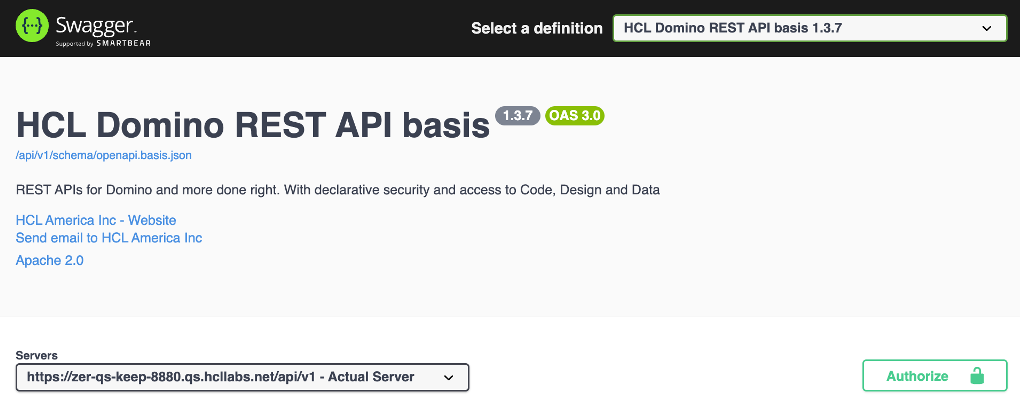 Swagger.
Supported by SMARTBEAR
Select a definition
HCL Domino REST API basis 1.3.7
HCL Domino REST API basis 1.3.7 OAS 3.0
/api/v1/schema/openapi.basis.json
REST APIs for Domino and more done right. With declarative security and access to Code, Design and Data
HCL America Inc - Website
Send email to HCL America Inc
Apache 2.0
Servers
https://zer-qs-keep-8880.qs.hcllabs.net/api/v1 - Actual Server
Authorize